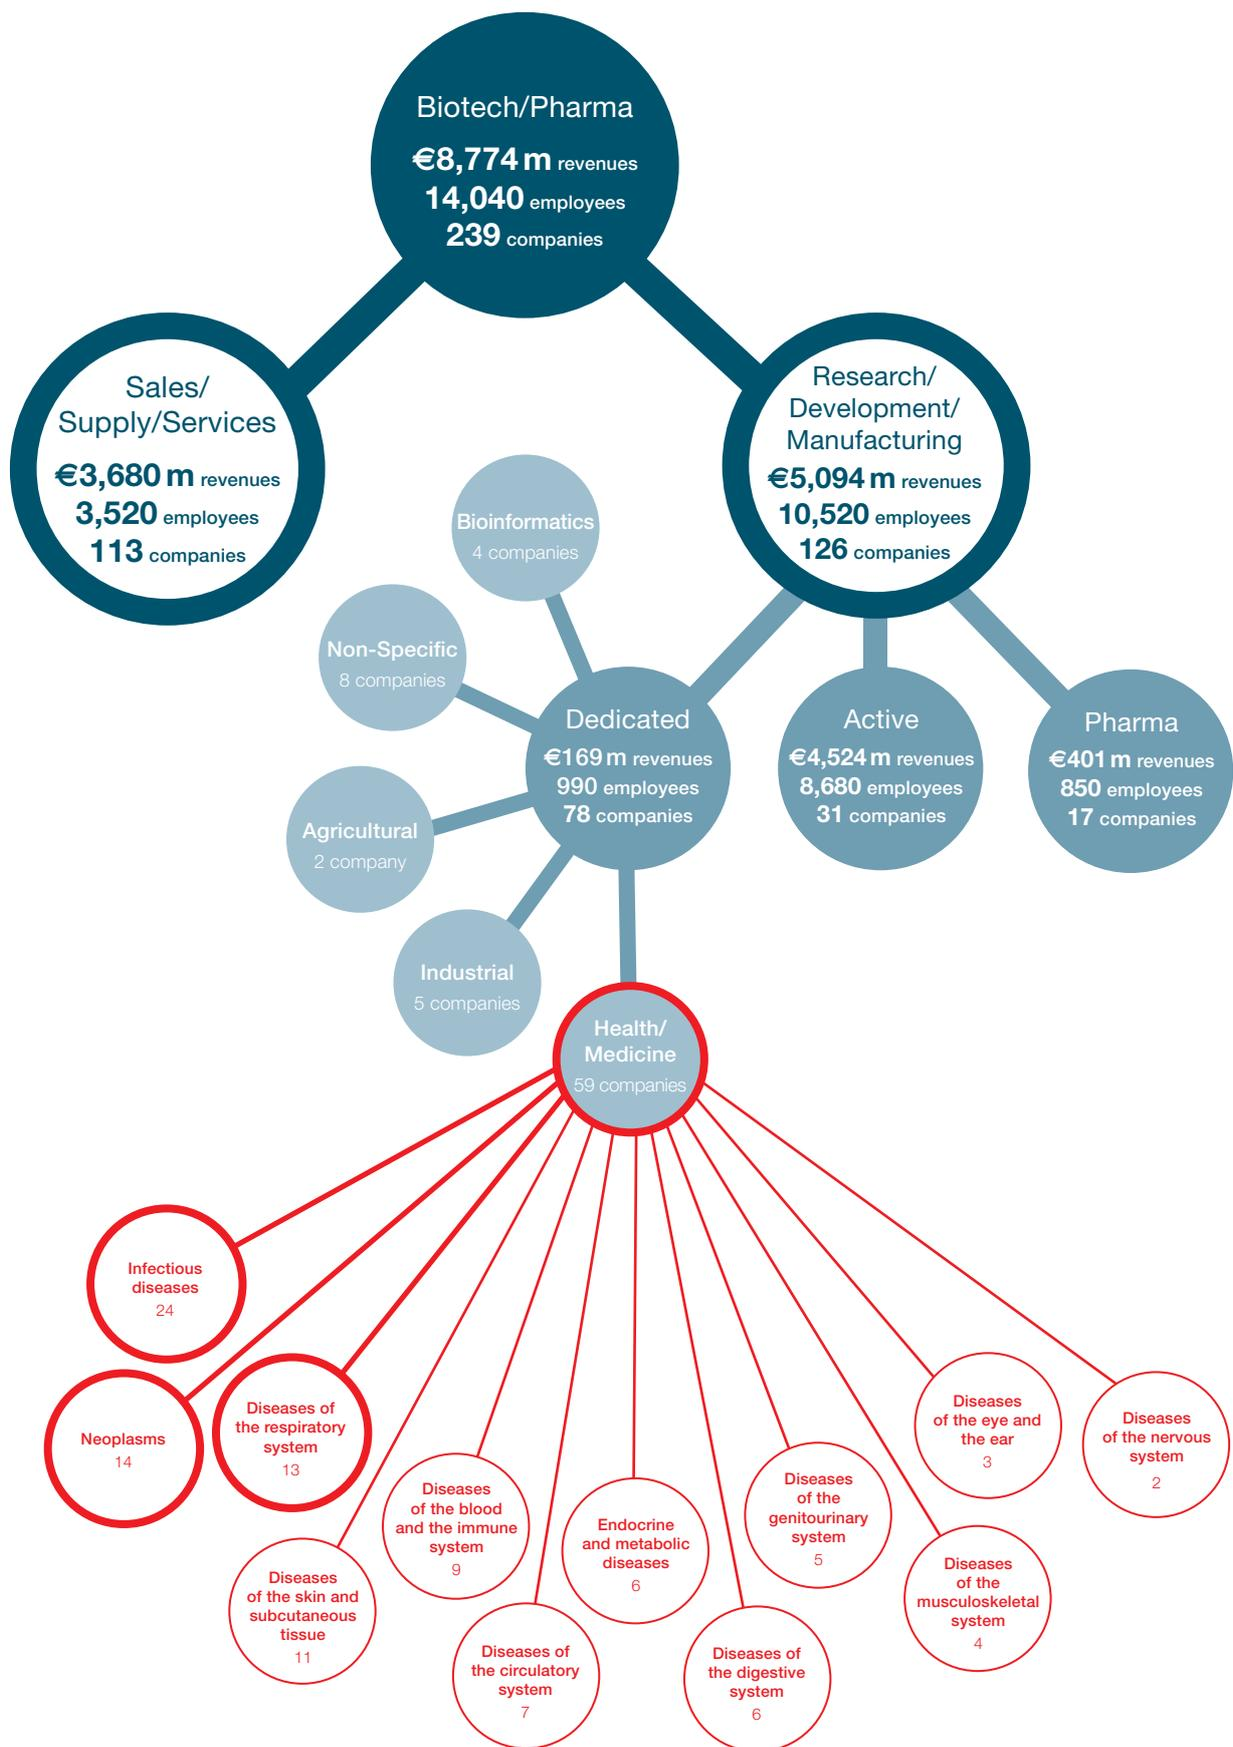 Biotech/Pharma
€8,774 m revenues
14,040 employees
239 companies
Sales/
Supply/Services
€3,680 m revenues
3,520 employees
113 companies
Research/
Development/
Manufacturing
€5,094 m revenues
10,520 employees
126 companies
Bioinformatics
4 companies
Non-Specific
8 companies
Agricultural
2 company
Industrial
5 companies
Dedicated
€169 m revenues
990 employees
78 companies
Active
€4,524 m revenues
8,680 employees
31 companies
Pharma
€401 m revenues
850 employees
17 companies
Health/
Medicine
59 companies
Infectious
diseases
24
Neoplasms
14
Diseases of
the respiratory
system
13
Diseases
of the skin and
subcutaneous
tissue
11
Diseases
of the blood
and the immune
system
9
Diseases of
the circulatory
system
7
Endocrine
and metabolic
diseases
6
Diseases of
the digestive
system
6
Diseases
of the
genitourinary
system
5
Diseases
of the
musculoskeletal
system
4
Diseases
of the eye and
the ear
3
Diseases
of the nervous
system
2